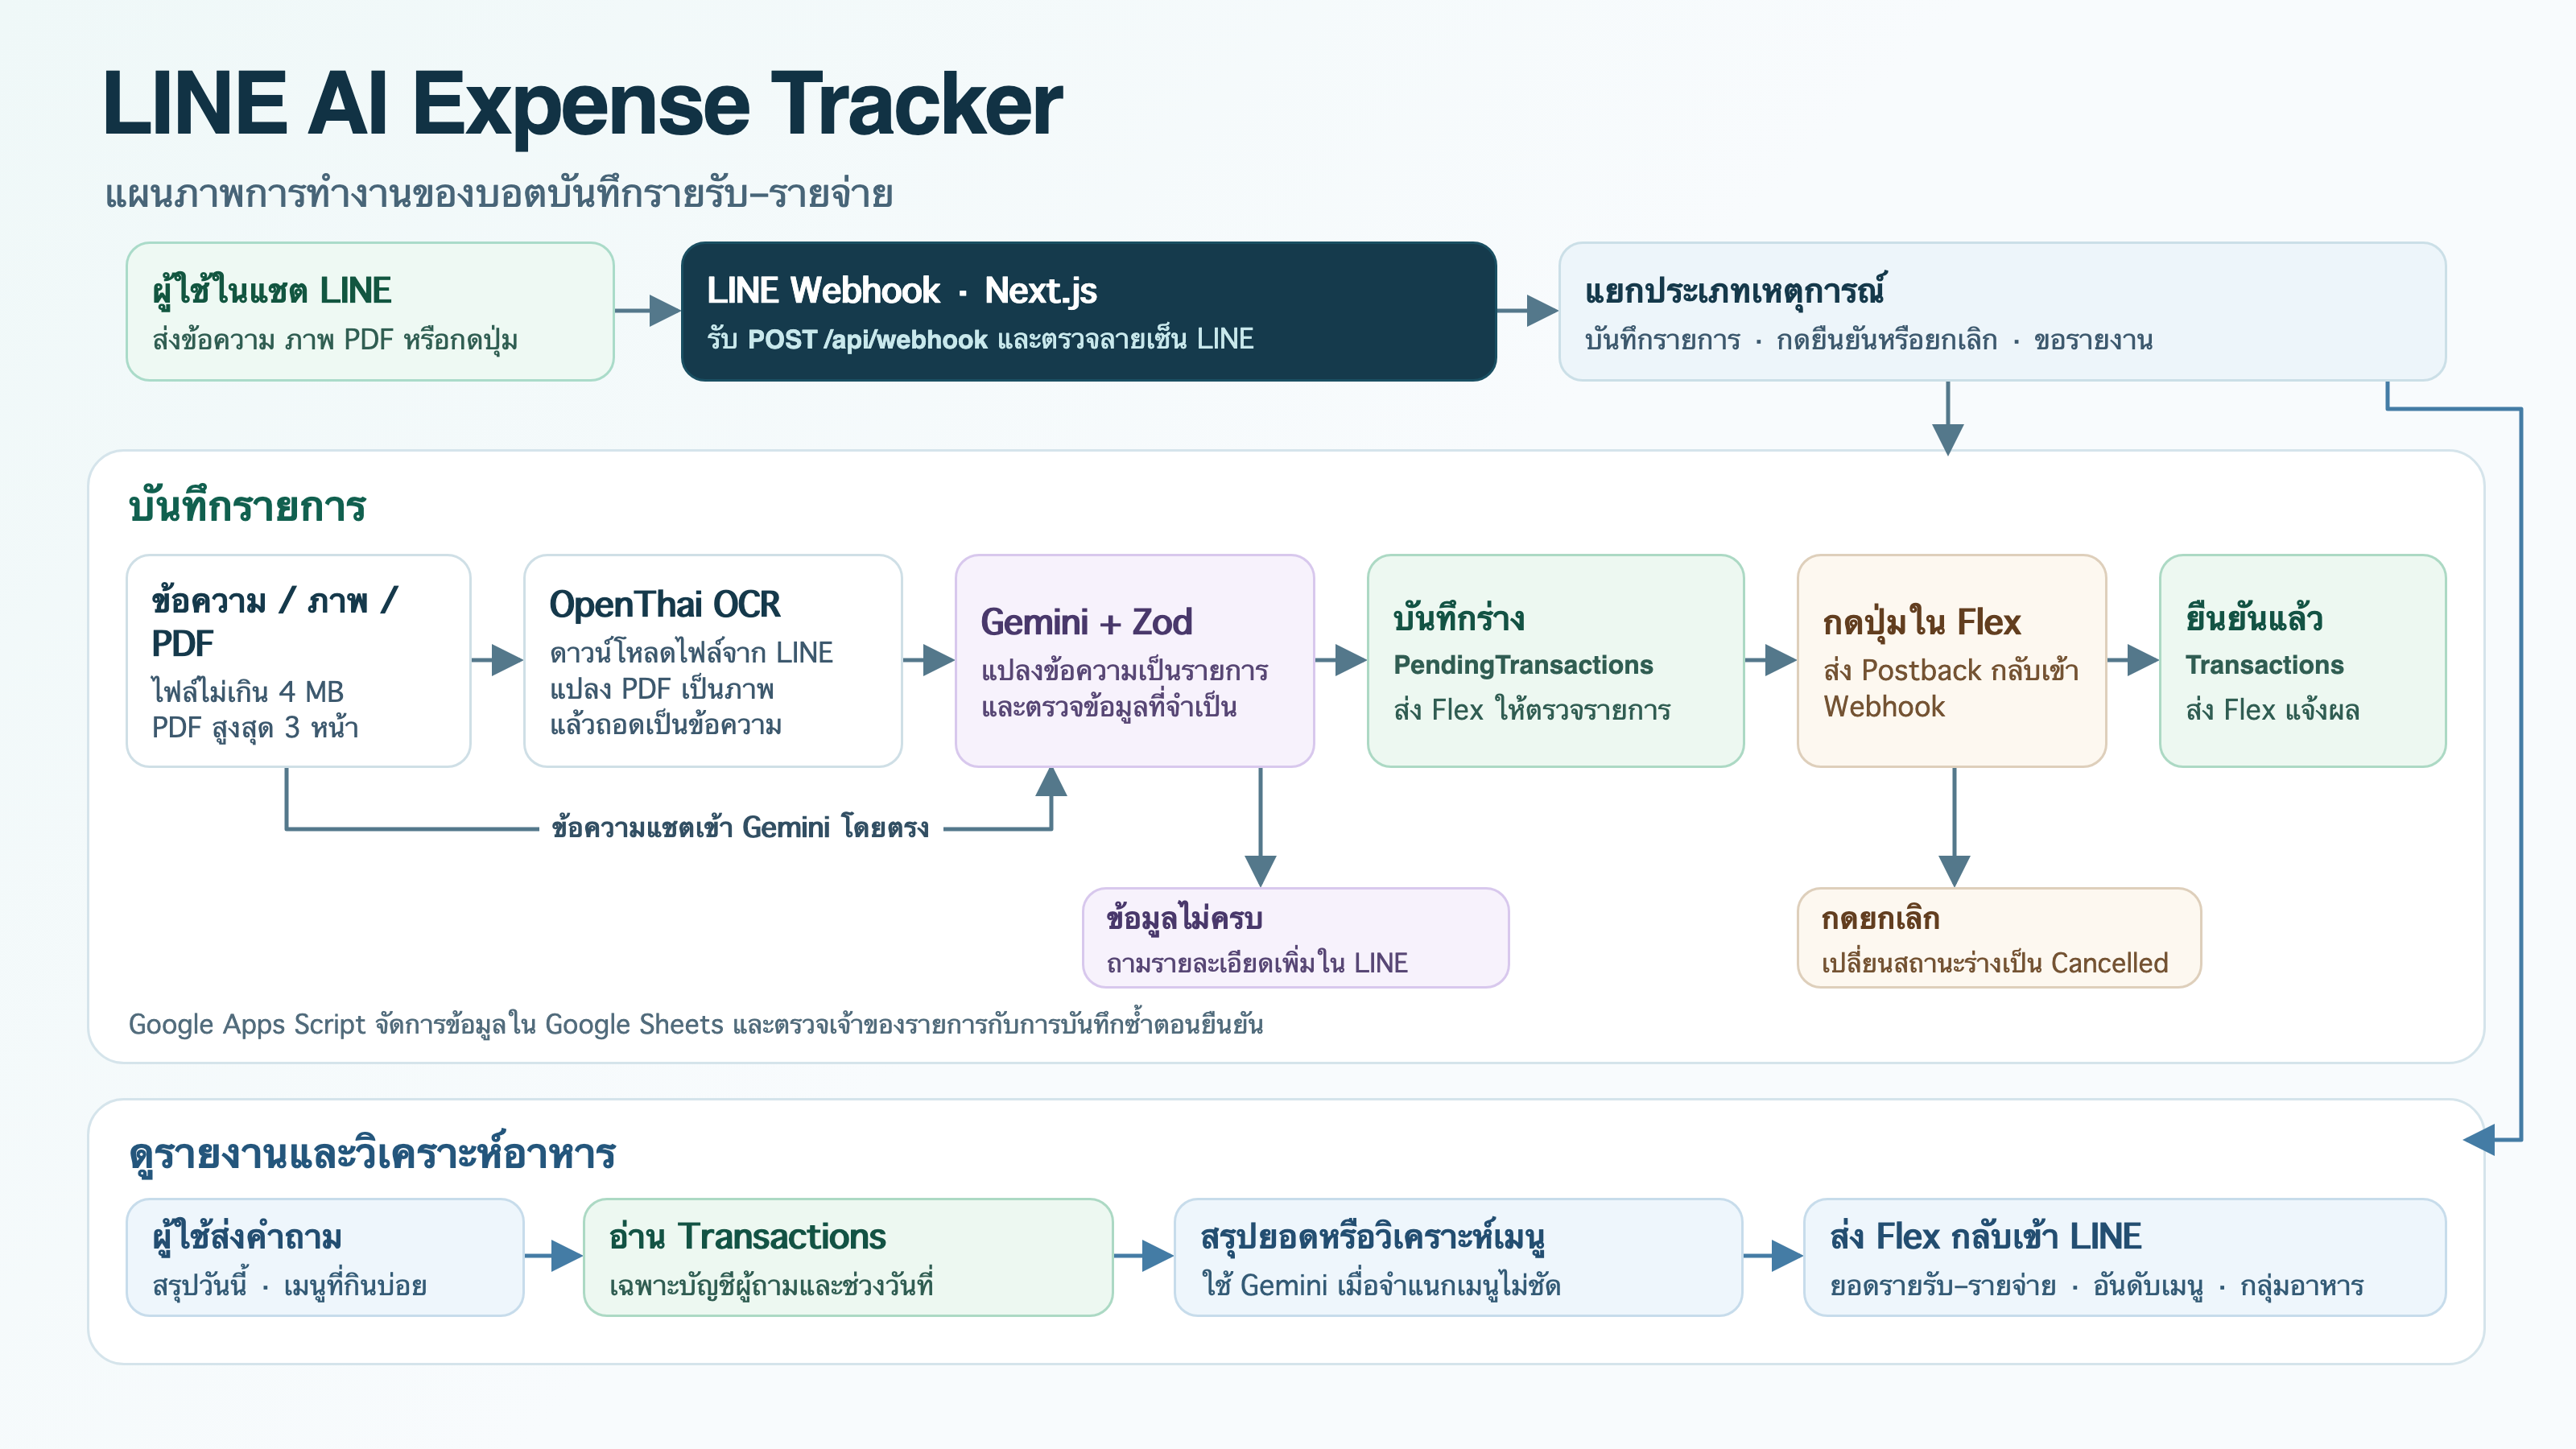 LINE AI Expense Tracker
แผนภาพการทำงานของบอตบันทึกรายรับ–รายจ่าย
ผู้ใช้ในแชต LINE
ส่งข้อความ ภาพ PDF หรือกดปุ่ม
LINE Webhook · Next.js
รับ POST /api/webhook และตรวจลายเซ็น LINE
แยกประเภทเหตุการณ์
บันทึกรายการ · กดยืนยันหรือยกเลิก · ขอรายงาน
บันทึกรายการ
ข้อความ / ภาพ /
PDF
ไฟล์ไม่เกิน 4 MB
PDF สูงสุด 3 หน้า
OpenThai OCR
ดาวน์โหลดไฟล์จาก LINE
แปลง PDF เป็นภาพ
แล้วถอดเป็นข้อความ
Gemini + Zod
แปลงข้อความเป็นรายการ
และตรวจข้อมูลที่จำเป็น
บันทึกร่าง
PendingTransactions
ส่ง Flex ให้ตรวจรายการ
กดปุ่มใน Flex
ส่ง Postback กลับเข้า
Webhook
ยืนยันแล้ว
Transactions
ส่ง Flex แจ้งผล
ข้อความแชตเข้า Gemini โดยตรง
ข้อมูลไม่ครบ
ถามรายละเอียดเพิ่มใน LINE
กดยกเลิก
เปลี่ยนสถานะร่างเป็น Cancelled
Google Apps Script จัดการข้อมูลใน Google Sheets และตรวจเจ้าของรายการกับการบันทึกซ้ำตอนยืนยัน
ดูรายงานและวิเคราะห์อาหาร
ผู้ใช้ส่งคำถาม
สรุปวันนี้ · เมนูที่กินบ่อย
อ่าน Transactions
เฉพาะบัญชีผู้ถามและช่วงวันที่
สรุปยอดหรือวิเคราะห์เมนู
ใช้ Gemini เมื่อจำแนกเมนูไม่ชัด
ส่ง Flex กลับเข้า LINE
ยอดรายรับ–รายจ่าย · อันดับเมนู · กลุ่มอาหาร